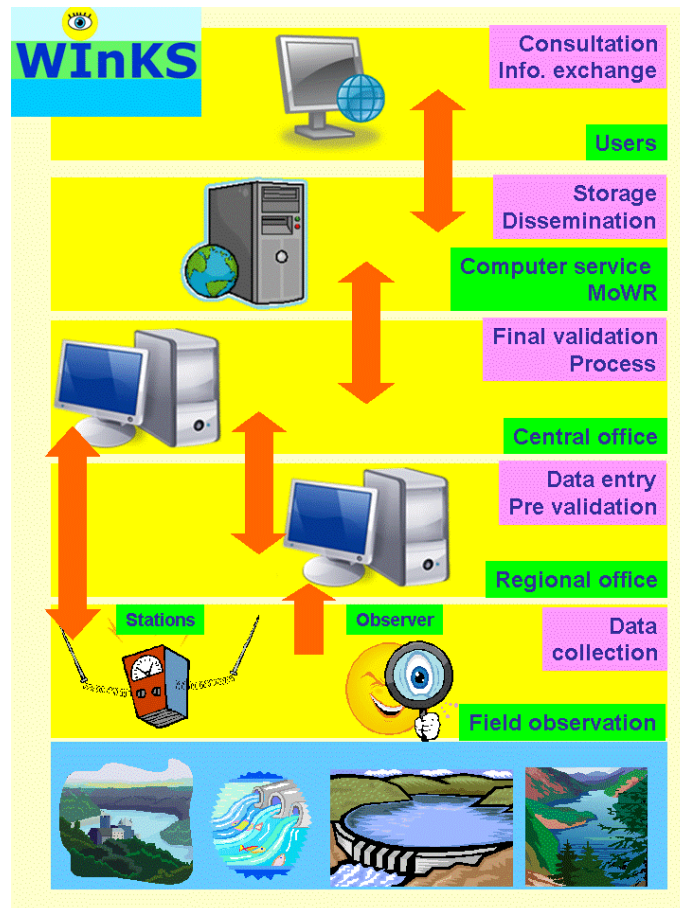 WInKS
Consultation
Info. exchange
Users
Storage
Dissemination
Computer service
MoWR
Final validation
Process
Central office
Data entry
Pre validation
Regional office
Stations
Observer
Data
collection
Field observation